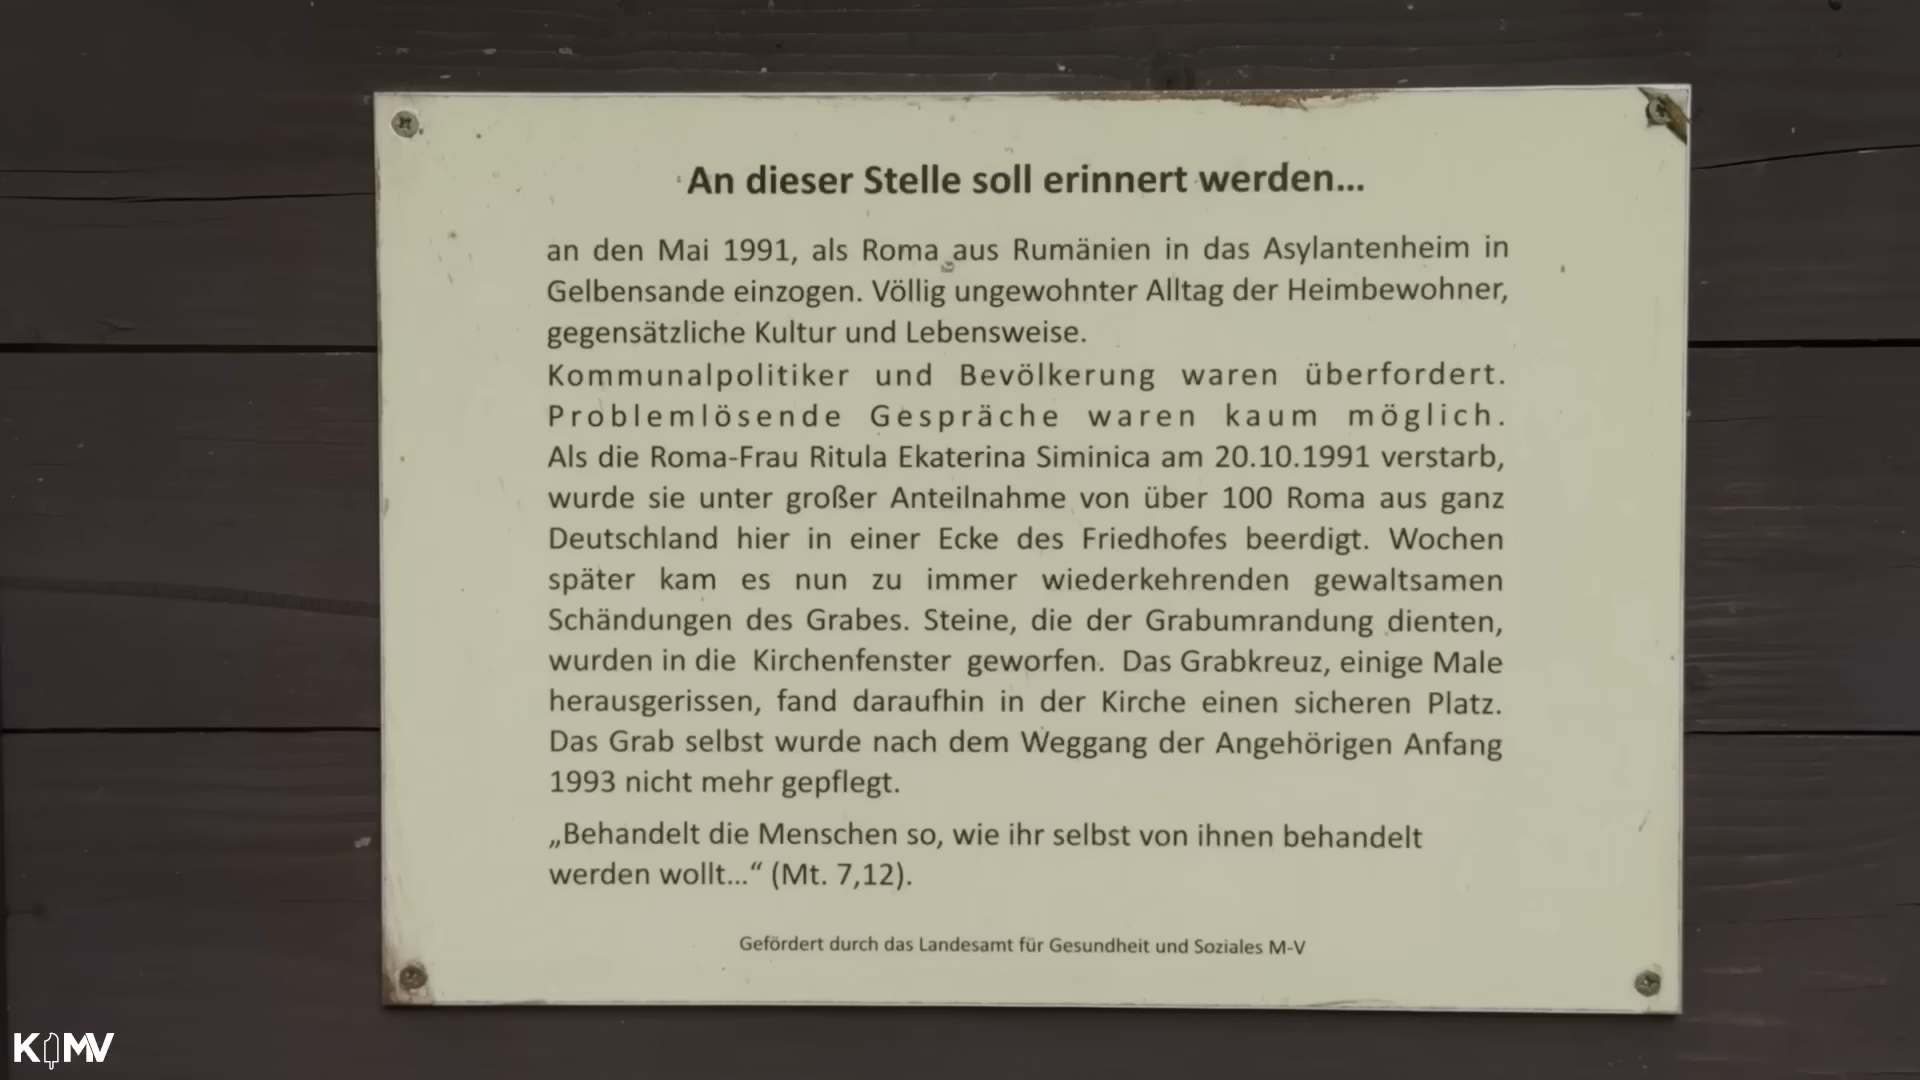 An dieser Stelle soll erinnert werden...
an den Mai 1991, als Roma aus Rumänien in das Asylantenheim in
Gelbensande einzogen. Völlig ungewohnter Alltag der Heimbewohner,
gegensätzliche Kultur und Lebensweise.
Kommunalpolitiker und Bevölkerung waren überfordert.
Problemlösende Gespräche waren kaum möglich.
Als die Roma-Frau Ritula Ekaterina Siminica am 20.10.1991 verstarb,
wurde sie unter großer Anteilnahme von über 100 Roma aus ganz
Deutschland hier in einer Ecke des Friedhofes beerdigt. Wochen
später kam es nun zu immer wiederkehrenden gewaltsamen
Schändungen des Grabes. Steine, die der Grabumrandung dienten,
wurden in die Kirchenfenster geworfen. Das Grabkreuz, einige Male
herausgerissen, fand daraufhin in der Kirche einen sicheren Platz.
Das Grab selbst wurde nach dem Weggang der Angehörigen Anfang
1993 nicht mehr gepflegt.
„Behandelt die Menschen so, wie ihr selbst von ihnen behandelt
werden wollt...“ (Mt. 7,12).
Gefördert durch das Landesamt für Gesundheit und Soziales M-V
K MV